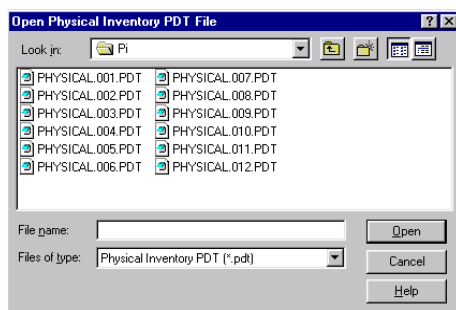 Open Physical Inventory PDT File
Look in: Pi
PHYSICAL.001.PDT PHYSICAL.007.PDT
PHYSICAL.002.PDT PHYSICAL.008.PDT
PHYSICAL.003.PDT PHYSICAL.009.PDT
PHYSICAL.004.PDT PHYSICAL.010.PDT
PHYSICAL.005.PDT PHYSICAL.011.PDT
PHYSICAL.006.PDT PHYSICAL.012.PDT
File name: Open
Files of type: Physical Inventory PDT (*.pdt) Cancel
Help